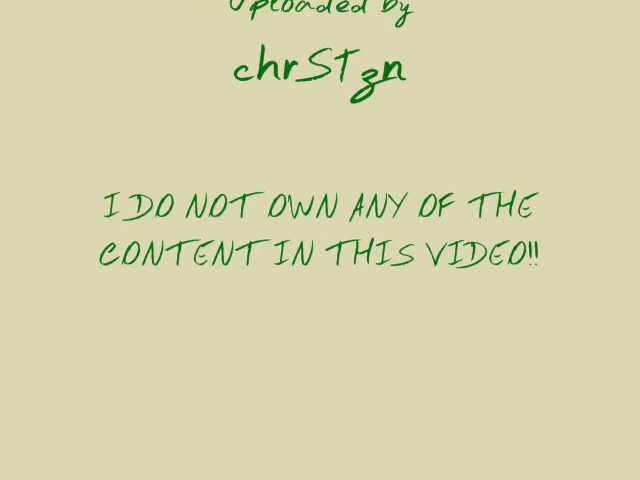 Uploaded by
chrSTzn
I DO NOT OWN ANY OF THE
CONTENT IN THIS VIDEO!!